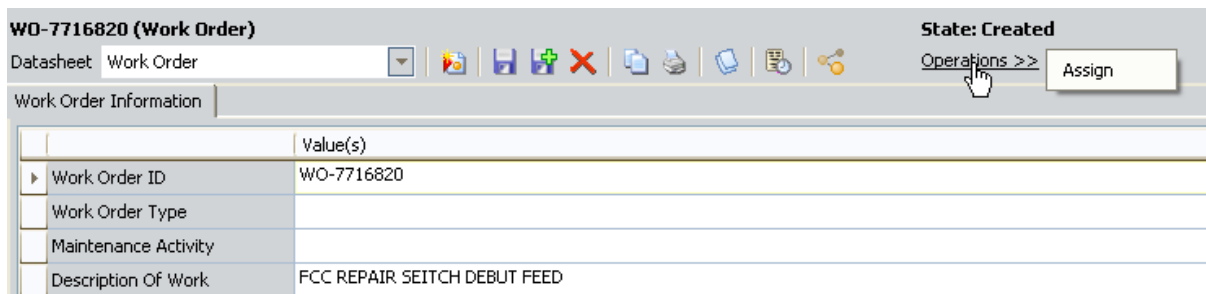 WO-7716820 (Work Order)
State: Created
Datasheet Work Order
Operations >>
Assign
Work Order Information
Value(s)
Work Order ID WO-7716820
Work Order Type
Maintenance Activity
Description Of Work FCC REPAIR SEITCH DEBUT FEED